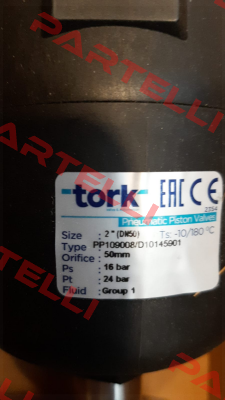 PARTELLI
PARTELLI
tork
EAC CE
Pneumatic Piston Valves
Size : 2" (DN50) Ts: -10/180 °C
Type PP109008/D10145901
Orifice : 50mm
Ps : 16 bar
Pt : 24 bar
Fluid : Group 1
PARTELLI
PARTELLI